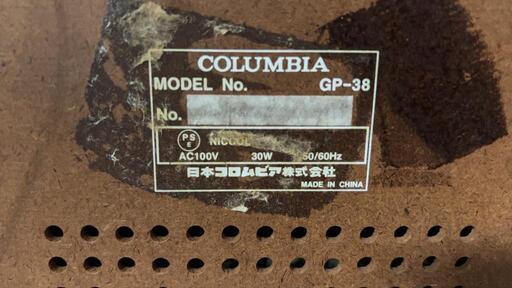 COLUMBIA
MODEL No. GP-38
No.
PS
E
AC100V 30W 50/60Hz
日本コロムビア株式会社
MADE IN CHINA